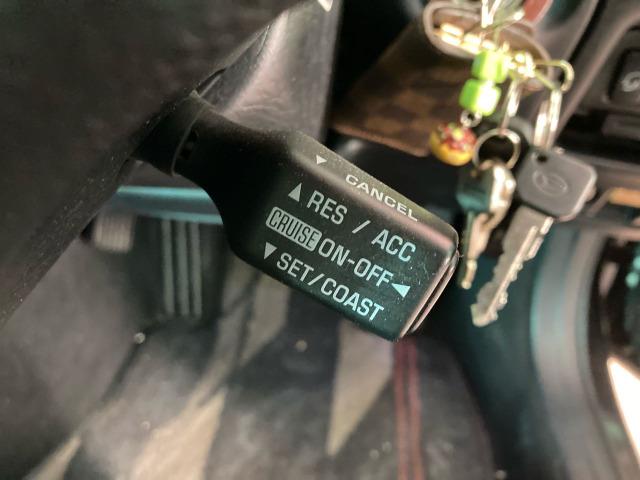 ▼ CANCEL
▲ RES / ACC
CRUISE ON-OFF ◀
▼ SET/COAST